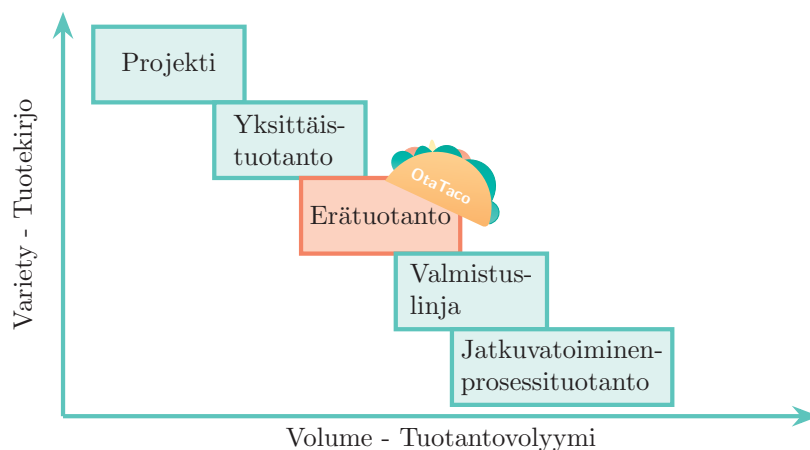 Projekti
Yksittäis-
tuotanto
OtaTaco
Erätuotanto
Valmistus-
linja
Jatkuvatoiminen-
prosessituotanto
Variety - Tuotekirjo
Volume - Tuotantovolyymi